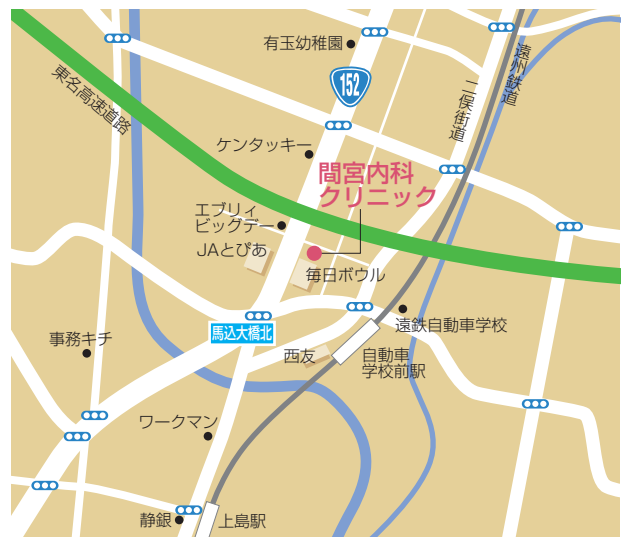 有玉幼稚園
152
遠州鉄道
二俣街道
東名高速道路
ケンタッキー
間宮内科
クリニック
エブリィ
ビッグデー
JAとぴあ
毎日ボウル
馬込大橋北
遠鉄自動車学校
事務キチ
西友
自動車
学校前駅
ワークマン
静銀
上島駅